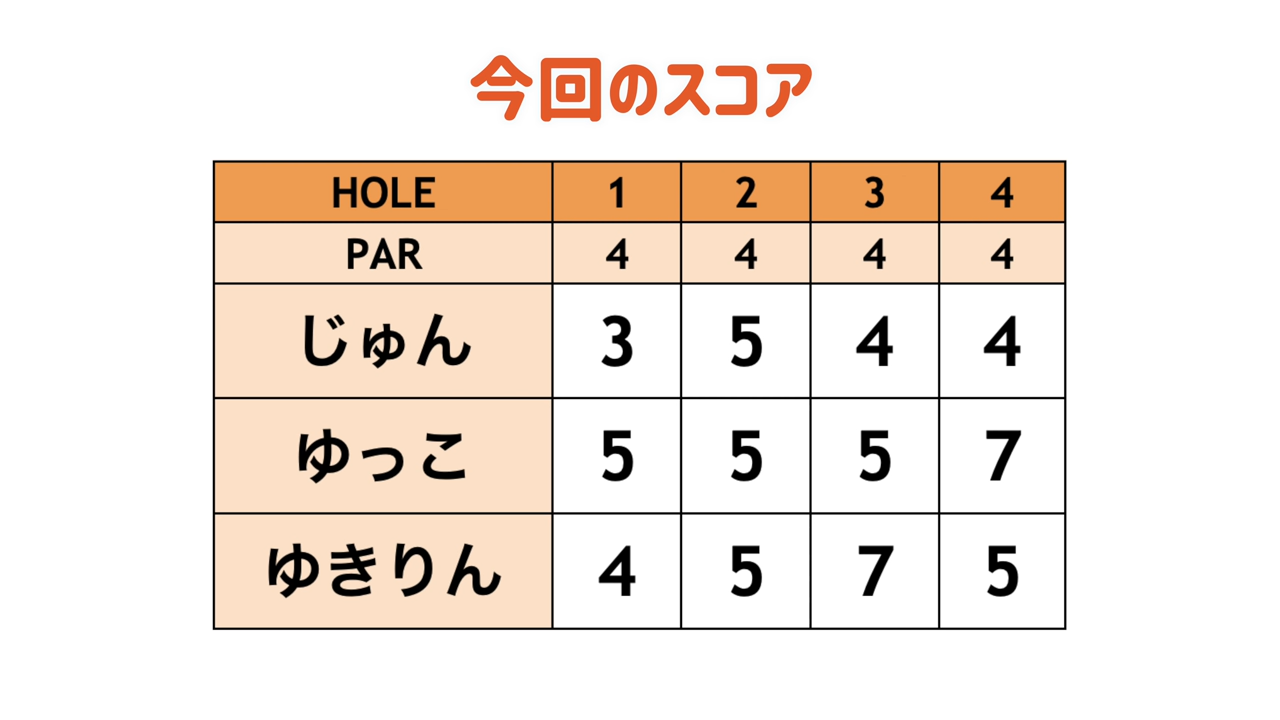 今回のスコア
HOLE 1 2 3 4
PAR 4 4 4 4
じゅん 3 5 4 4
ゆっこ 5 5 5 7
ゆきりん 4 5 7 5